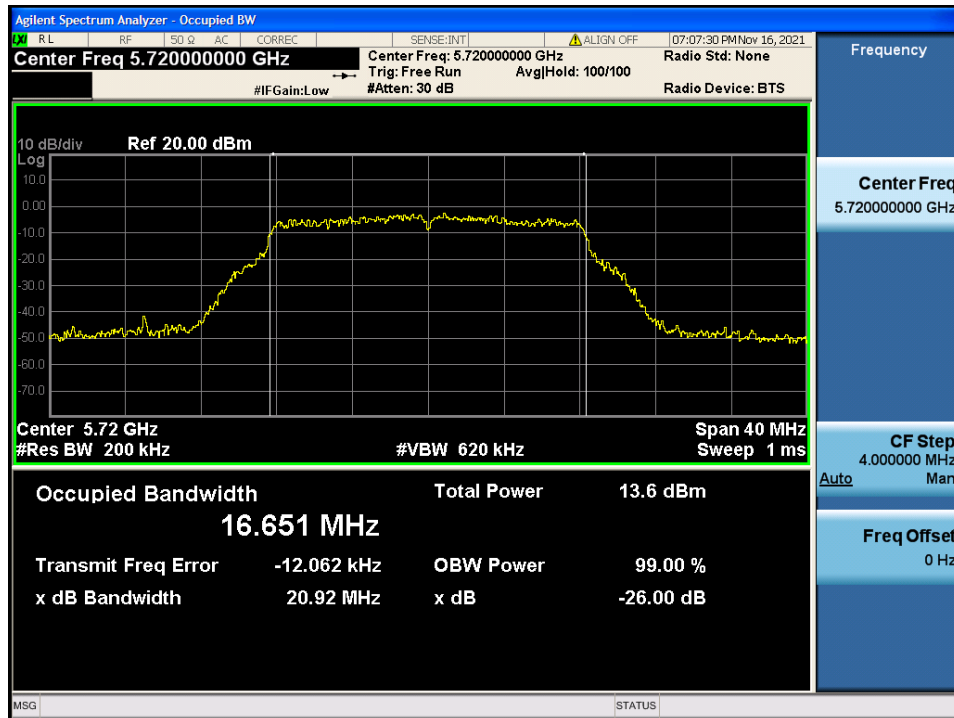 Agilent Spectrum Analyzer - Occupied BW
LXI RL RF 50 Ω AC CORREC SENSE:INT ALIGN OFF 07:07:30 PM Nov 16, 2021
Center Freq 5.720000000 GHz
Center Freq: 5.720000000 GHz Radio Std: None
Trig: Free Run Avg|Hold: 100/100
#IFGain:Low #Atten: 30 dB Radio Device: BTS
10 dB/div Ref 20.00 dBm
Log
10.0
0.00
-10.0
-20.0
-30.0
-40.0
-50.0
-60.0
-70.0
Center 5.72 GHz Span 40 MHz
#Res BW 200 kHz #VBW 620 kHz Sweep 1 ms
Occupied Bandwidth Total Power 13.6 dBm
16.651 MHz
Transmit Freq Error -12.062 kHz OBW Power 99.00 %
x dB Bandwidth 20.92 MHz x dB -26.00 dB
Frequency
Center Freq
5.720000000 GHz
CF Step
4.000000 MHz
Auto Man
Freq Offset
0 Hz
MSG STATUS